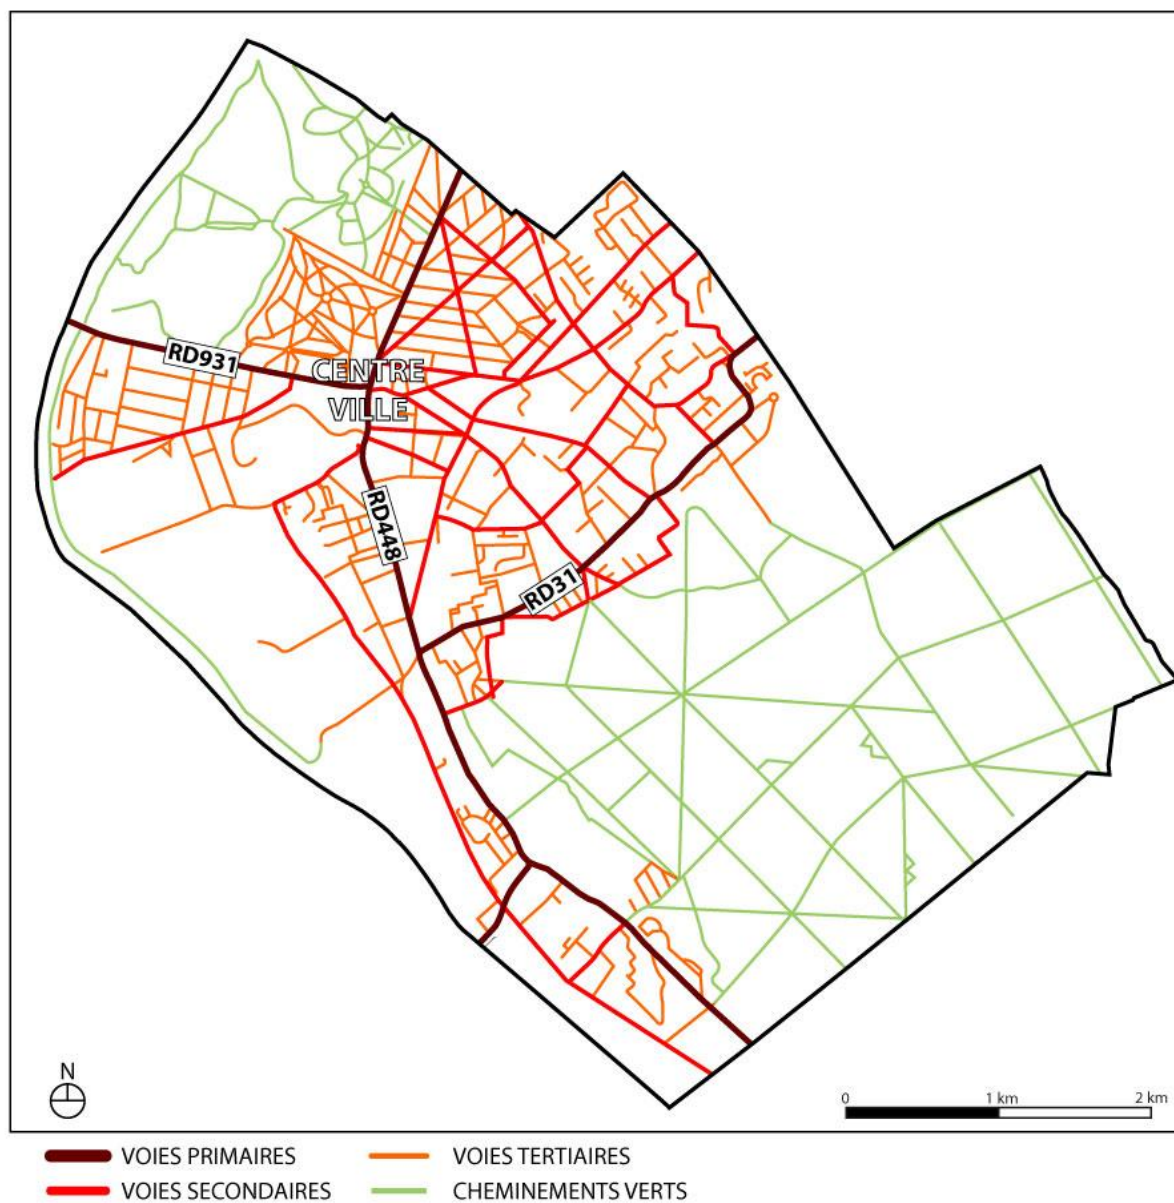 RD931
CENTRE
VILLE
RD448
RD31
N
0 1 km 2 km
VOIES PRIMAIRES VOIES TERTIAIRES
VOIES SECONDAIRES CHEMINEMENTS VERTS